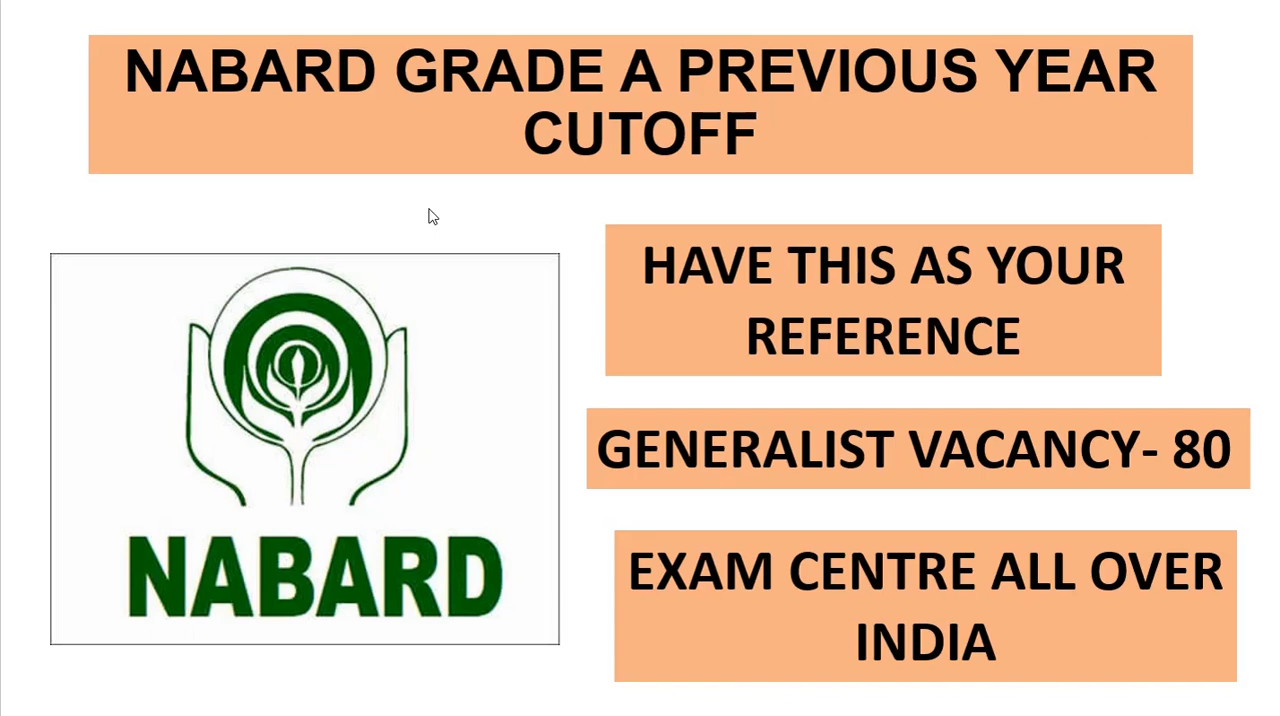 NABARD GRADE A PREVIOUS YEAR
CUTOFF
HAVE THIS AS YOUR
REFERENCE
GENERALIST VACANCY- 80
EXAM CENTRE ALL OVER
INDIA
NABARD